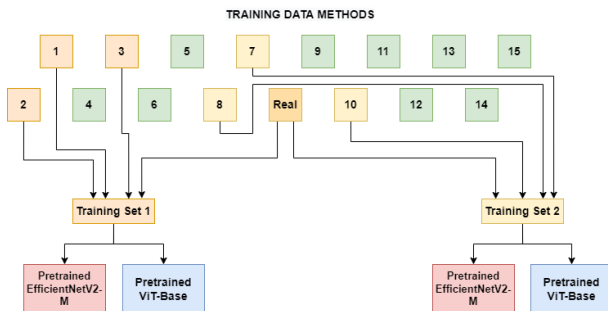 TRAINING DATA METHODS
1 3 5 7 9 11 13 15
2 4 6 8 Real 10 12 14
Training Set 1 Training Set 2
Pretrained
EfficientNetV2-
M
Pretrained
ViT-Base
Pretrained
EfficientNetV2-
M
Pretrained
ViT-Base